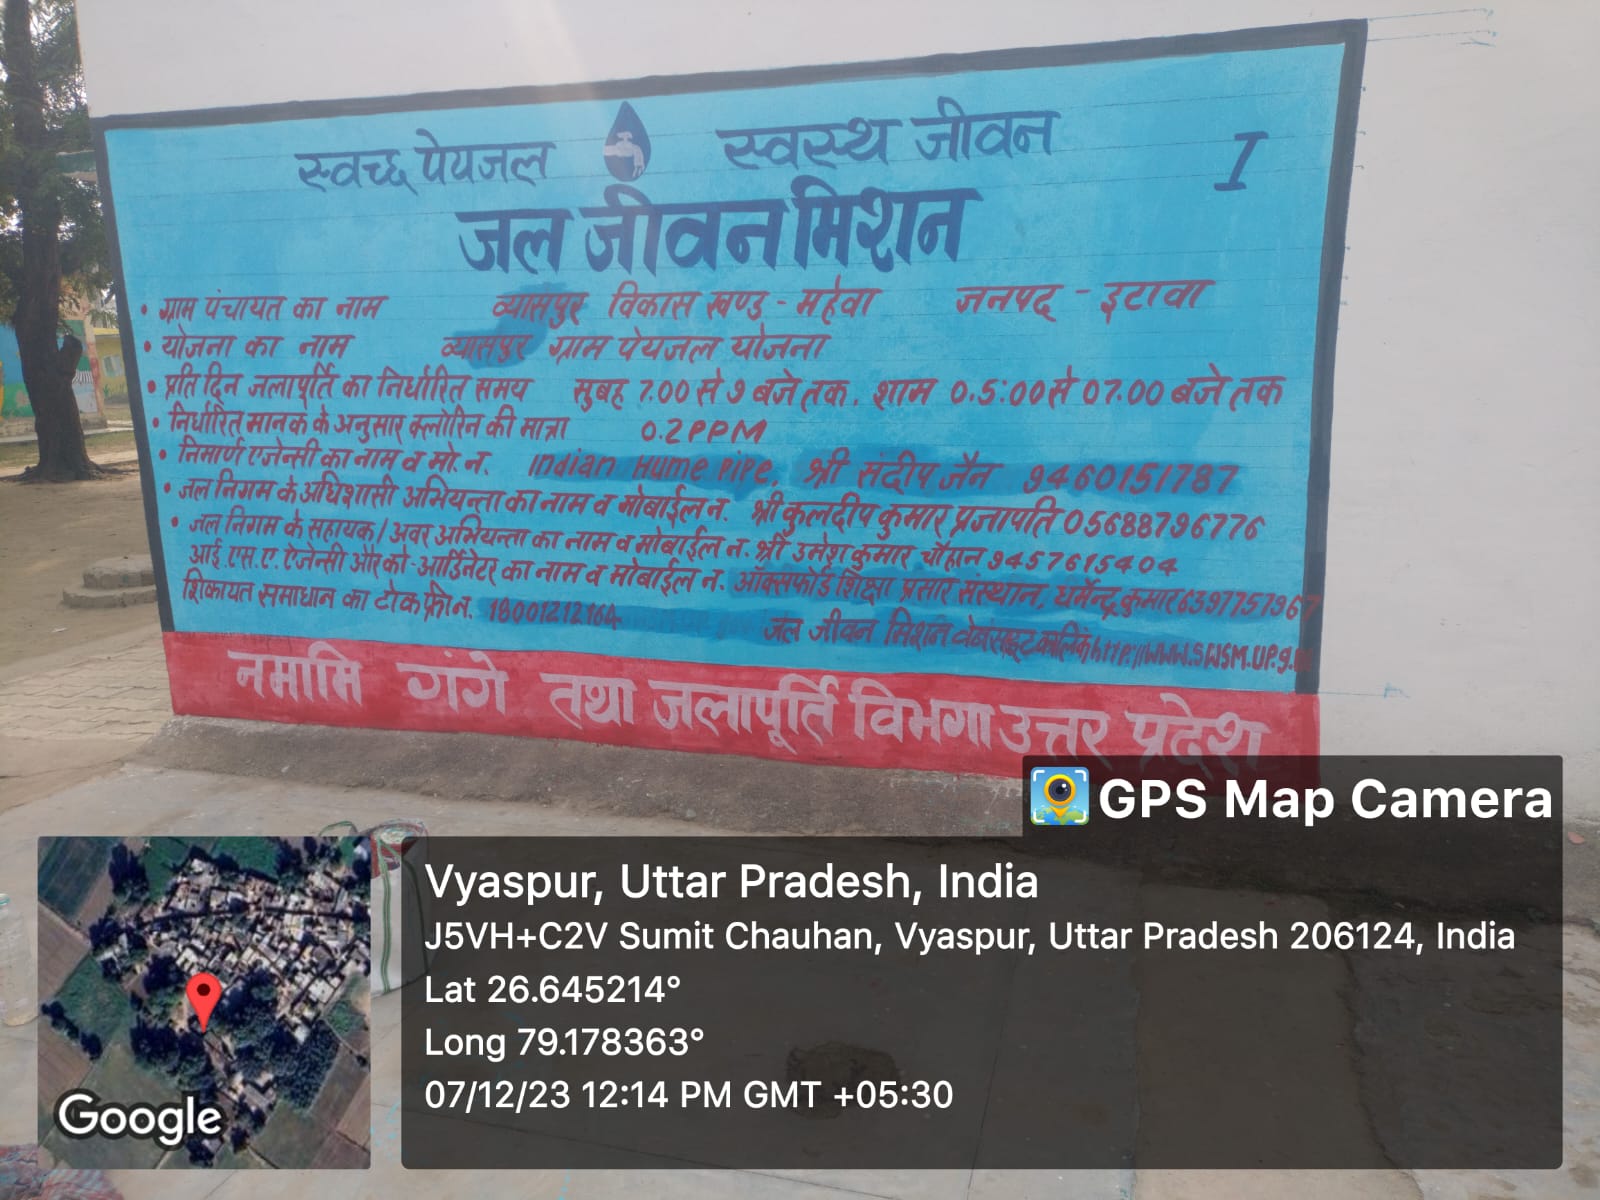 स्वच्छ पेयजल स्वस्थ जीवन I
जल जीवन मिशन
• ग्राम पंचायत का नाम व्यासपुर विकास खण्ड - महेवा जनपद - इटावा
• योजना का नाम व्यासपुर ग्राम पेयजल योजना
• प्रति दिन जलापूर्ति का निर्धारित समय सुबह 7.00 से 9 बजे तक. शाम 0.5:00 से 07.00 बजे तक
• निर्धारित मानक के अनुसार क्लोरिन की मात्रा 0.2PPM
• निमार्ण एजेन्सी का नाम व मो. न. Indian Hume Pipe, श्री संदीप जैन 9460151787
• जल निगम के अधिशासी अभियन्ता का नाम व मोबाईल न. श्री कुलदीप कुमार प्रजापति 05688796776
• जल निगम के सहायक / अवर अभियन्ता का नाम व मोबाईल न. श्री उमेश कुमार चौहान 9457615404
आई. एस. ए. ऐजेन्सी और को-आर्डिनेटर का नाम व मोबाईल न. ऑक्सफोर्ड शिक्षा प्रसार संस्थान, धर्मेन्द्र कुमार 6397757967
शिकायत समाधान का टोक फ्री न. 18001212164 जल जीवन मिशन http://WWW.SWSM.UP.g
नमामि गंगे तथा जलापूर्ति विभगा उत्तर प्रदेश
GPS Map Camera
Vyaspur, Uttar Pradesh, India
J5VH+C2V Sumit Chauhan, Vyaspur, Uttar Pradesh 206124, India
Lat 26.645214°
Long 79.178363°
07/12/23 12:14 PM GMT +05:30
Google